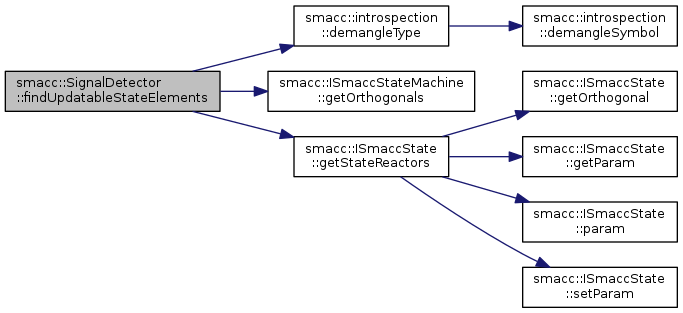 smacc::SignalDetector
::findUpdatableStateElements
smacc::introspection
::demangleType
smacc::introspection
::demangleSymbol
smacc::ISmaccStateMachine
::getOrthogonals
smacc::ISmaccState
::getStateReactors
smacc::ISmaccState
::getOrthogonal
smacc::ISmaccState
::getParam
smacc::ISmaccState
::param
smacc::ISmaccState
::setParam